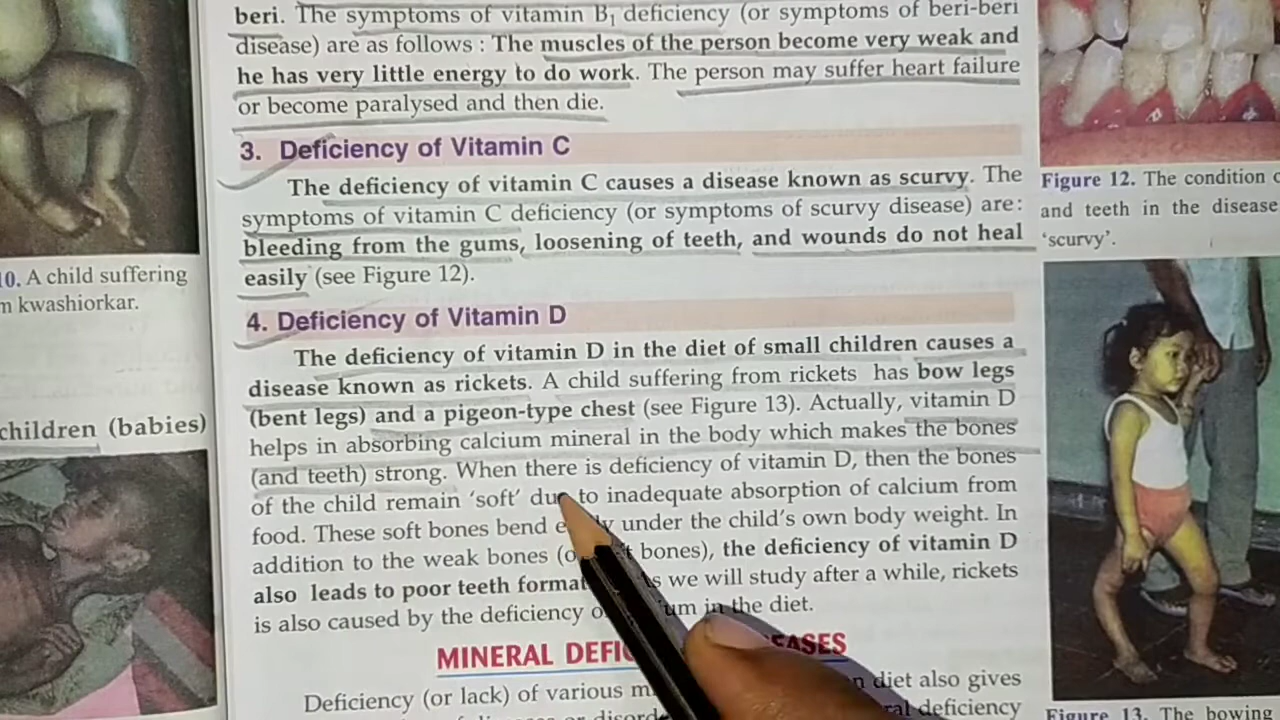 beri. The symptoms of vitamin B₁ deficiency (or symptoms of beri-beri
disease) are as follows : The muscles of the person become very weak and
he has very little energy to do work. The person may suffer heart failure
or become paralysed and then die.
3. Deficiency of Vitamin C
The deficiency of vitamin C causes a disease known as scurvy. The
symptoms of vitamin C deficiency (or symptoms of scurvy disease) are:
bleeding from the gums, loosening of teeth, and wounds do not heal
easily (see Figure 12).
4. Deficiency of Vitamin D
The deficiency of vitamin D in the diet of small children causes a
disease known as rickets. A child suffering from rickets has bow legs
(bent legs) and a pigeon-type chest (see Figure 13). Actually, vitamin D
helps in absorbing calcium mineral in the body which makes the bones
(and teeth) strong. When there is deficiency of vitamin D, then the bones
of the child remain 'soft' due to inadequate absorption of calcium from
food. These soft bones bend under the child's own body weight. In
addition to the weak bones bones), the deficiency of vitamin D
also leads to poor teeth we will study after a while, rickets
is also caused by the deficiency in the diet.
MINERAL
Deficiency (or lack) of various diet also gives
deficiency
10. A child suffering
kwashiorkar.
children (babies)
Figure 12. The condition
and teeth in the disease
'scurvy'.
Figure 13. The bowing